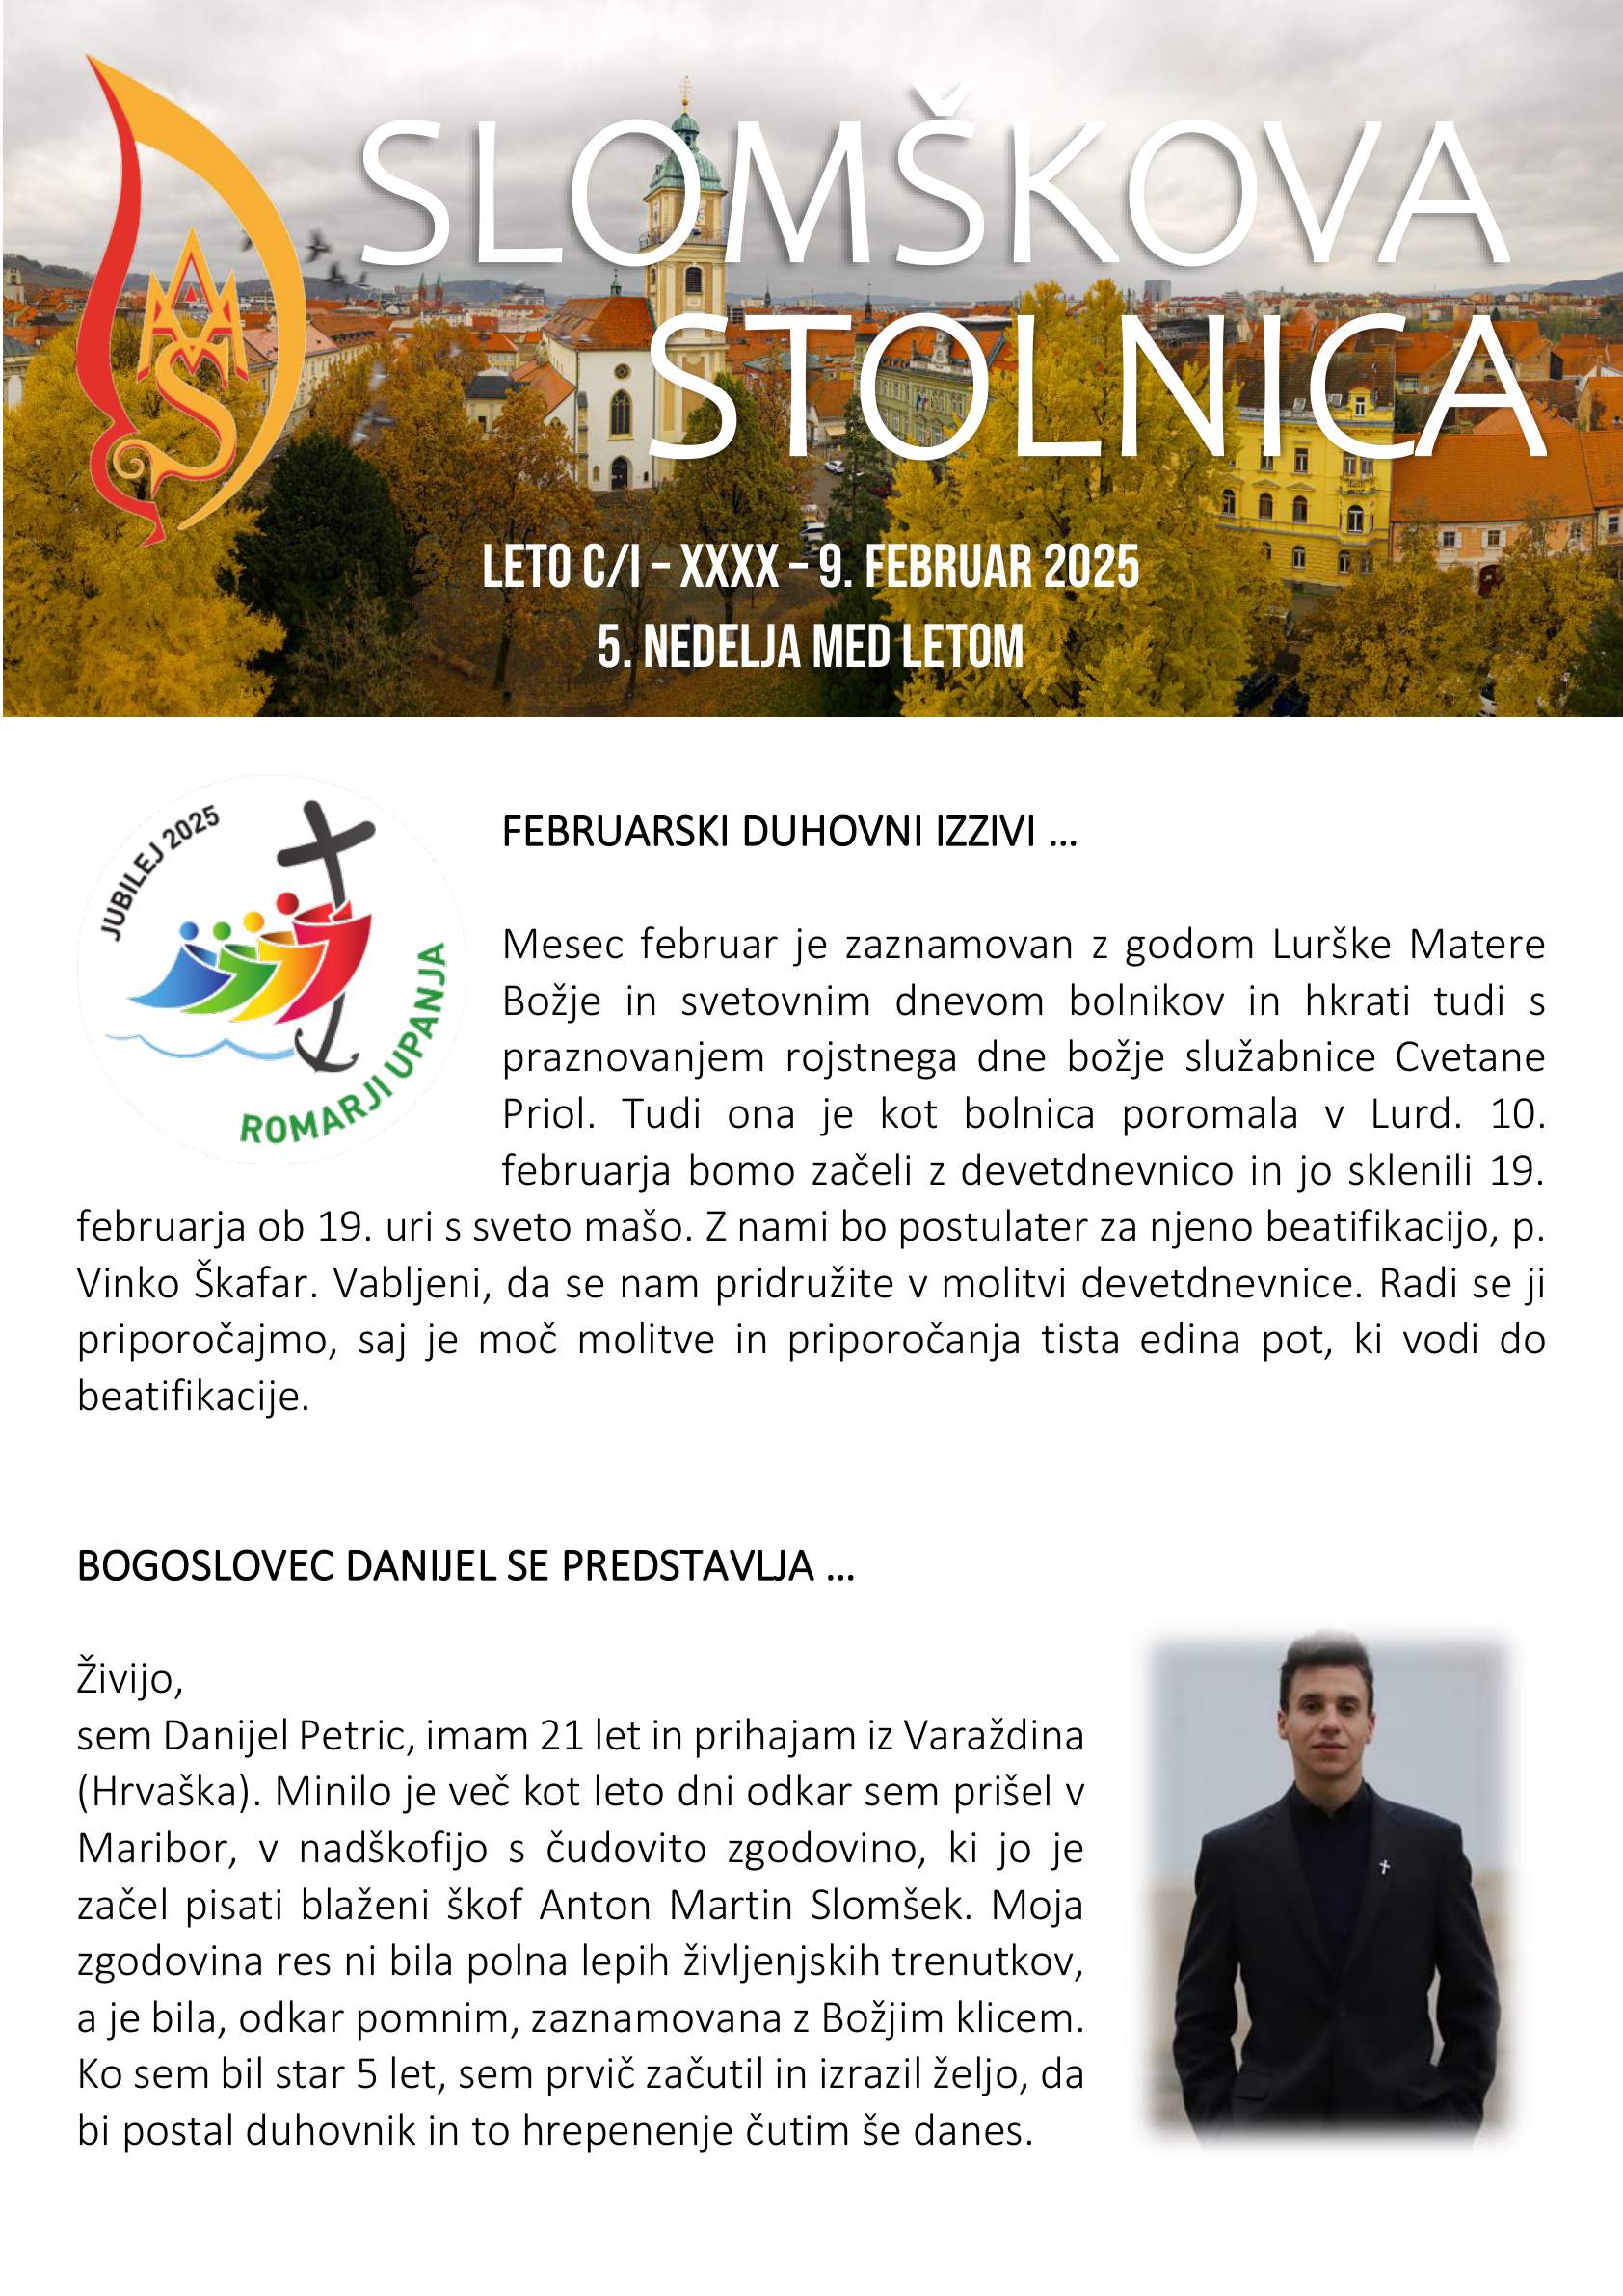 SLOMŠKOVA
STOLNICA
LETO C/I – XXXX – 9. FEBRUAR 2025
5. NEDELJA MED LETOM
JUBILEJ 2025
ROMARJI UPANJA
FEBRUARSKI DUHOVNI IZZIVI ...
Mesec februar je zaznamovan z godom Lurške Matere
Božje in svetovnim dnevom bolnikov in hkrati tudi s
praznovanjem rojstnega dne božje služabnice Cvetane
Priol. Tudi ona je kot bolnica poromala v Lurd. 10.
februarja bomo začeli z devetdnevnico in jo sklenili 19.
februarja ob 19. uri s sveto mašo. Z nami bo postulater za njeno beatifikacijo, p.
Vinko Škafar. Vabljeni, da se nam pridružite v molitvi devetdnevnice. Radi se ji
priporočajmo, saj je moč molitve in priporočanja tista edina pot, ki vodi do
beatifikacije.
BOGOSLOVEC DANIJEL SE PREDSTAVLJA ...
Živijo,
sem Danijel Petric, imam 21 let in prihajam iz Varaždina
(Hrvaška). Minilo je več kot leto dni odkar sem prišel v
Maribor, v nadškofijo s čudovito zgodovino, ki jo je
začel pisati blaženi škof Anton Martin Slomšek. Moja
zgodovina res ni bila polna lepih življenjskih trenutkov,
a je bila, odkar pomnim, zaznamovana z Božjim klicem.
Ko sem bil star 5 let, sem prvič začutil in izrazil željo, da
bi postal duhovnik in to hrepenenje čutim še danes.